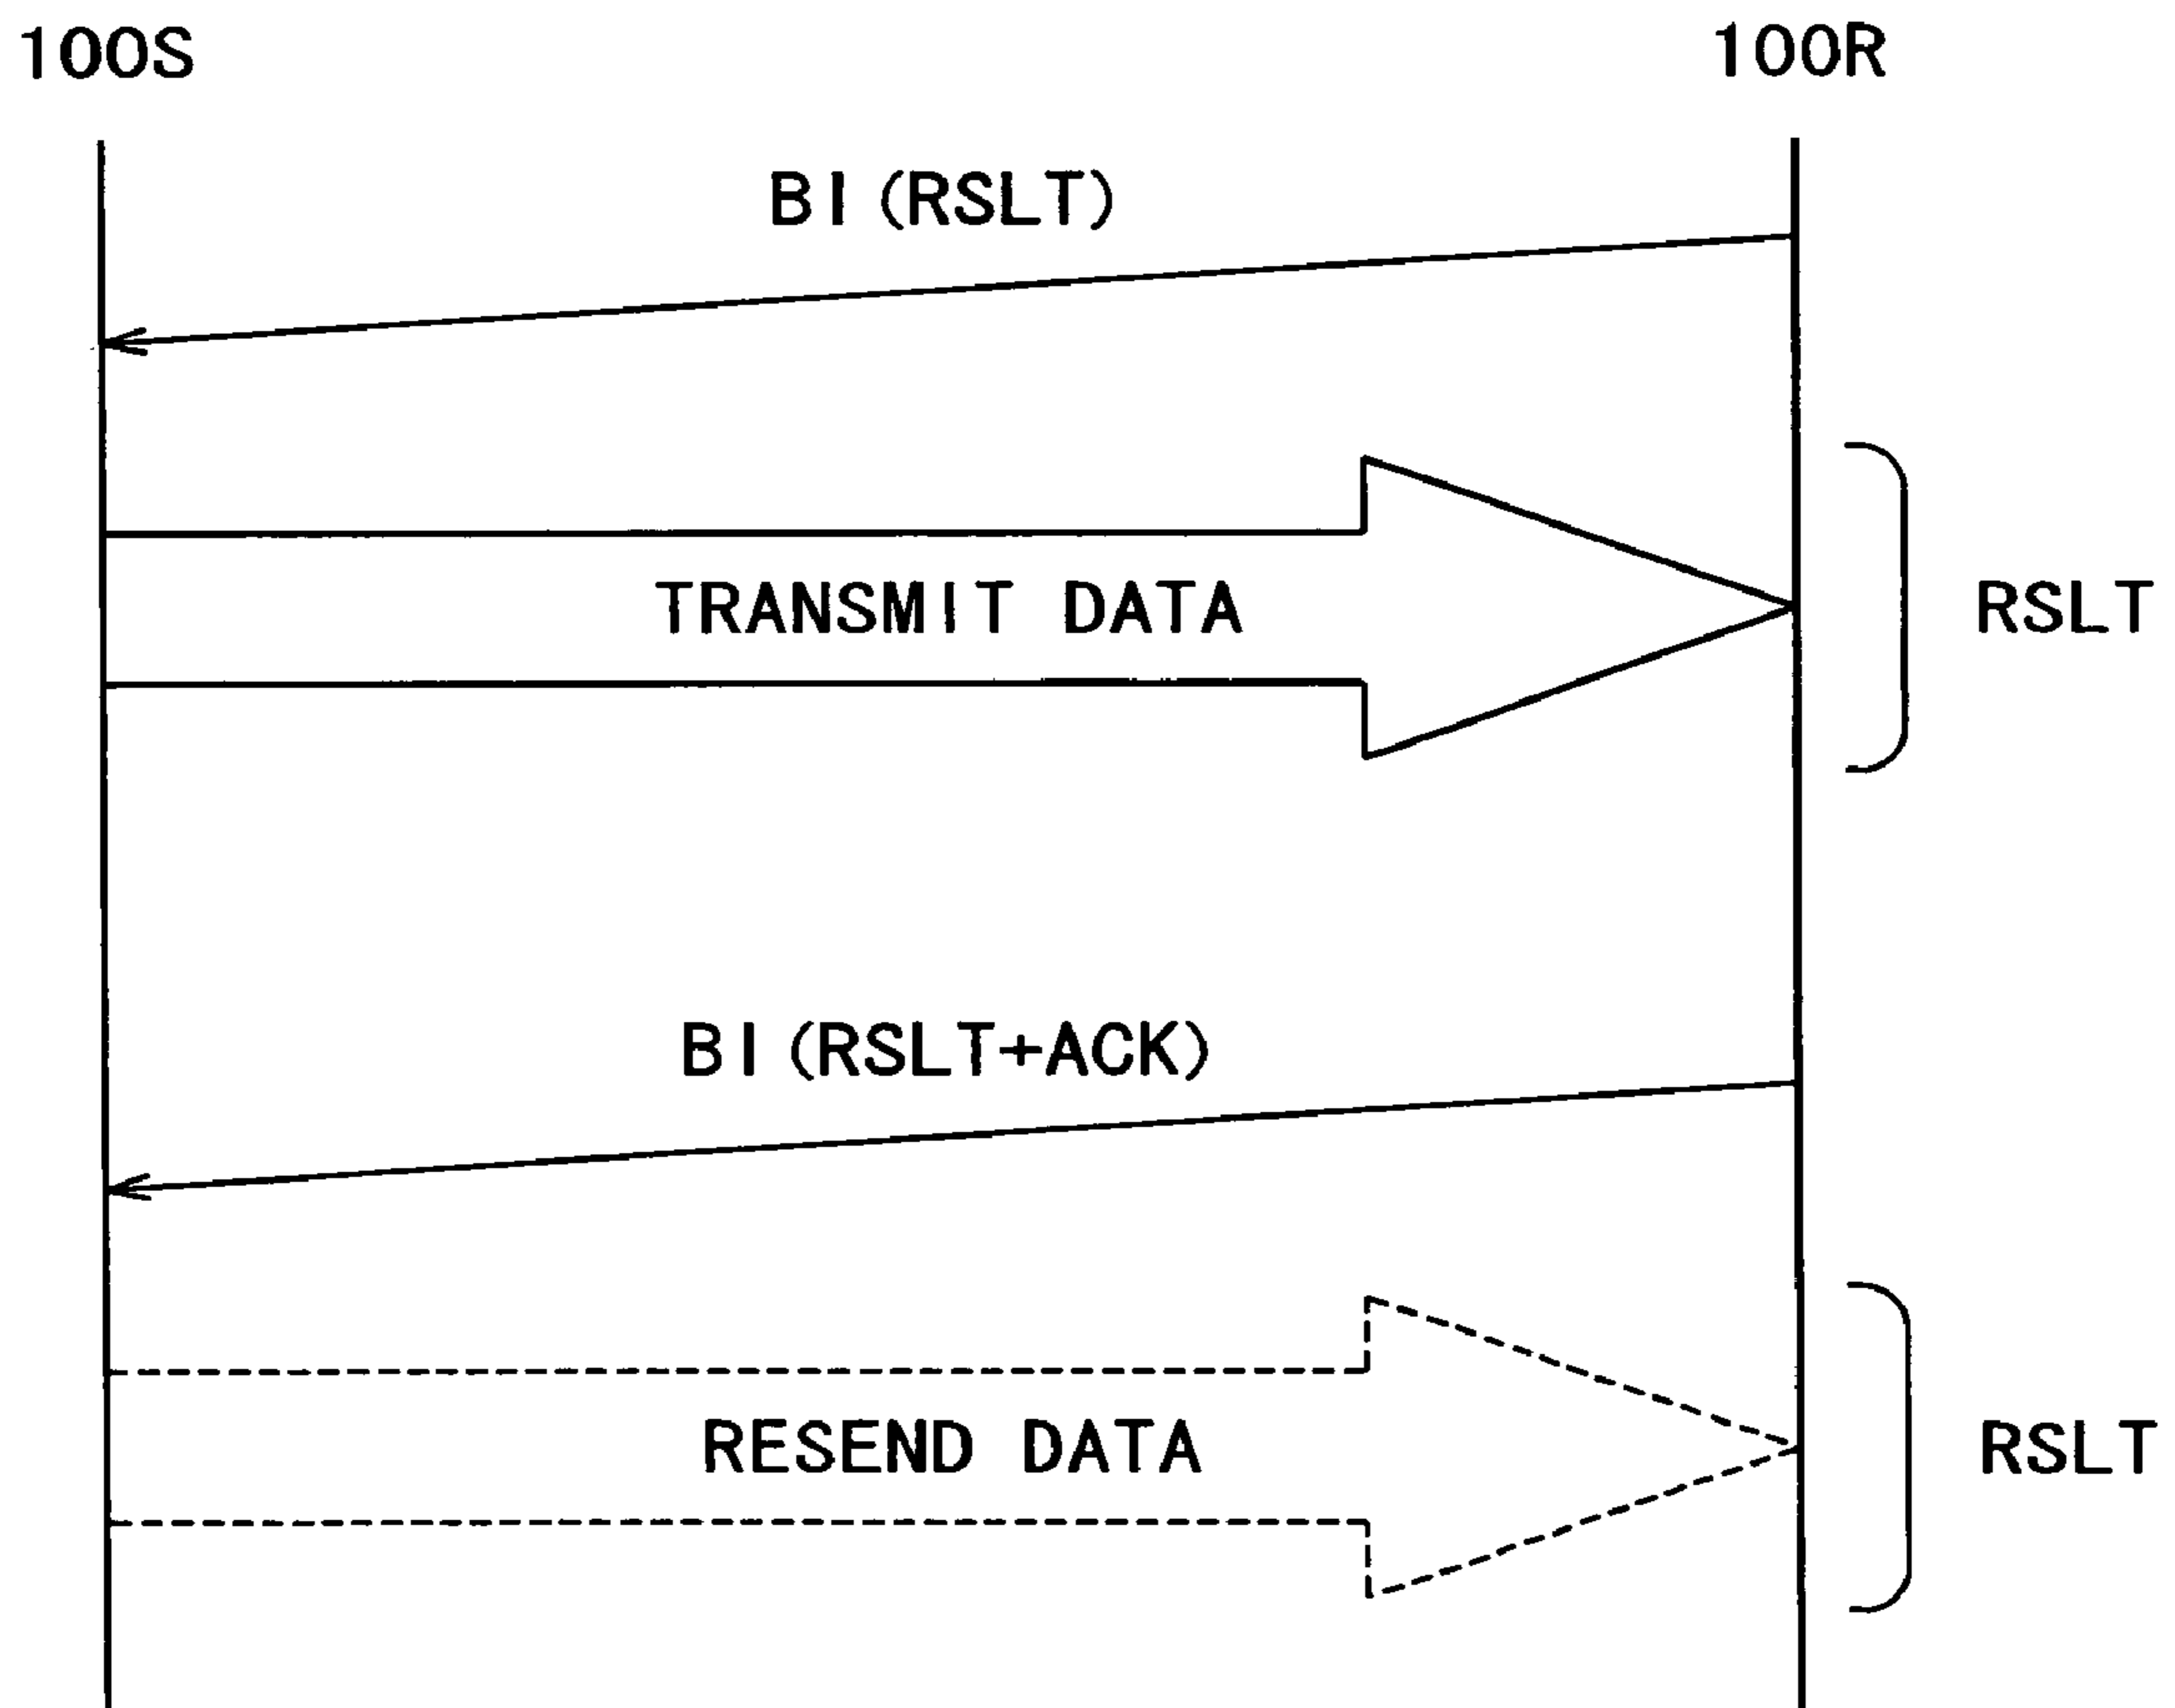 100S
100R
BI(RSLT)
TRANSMIT DATA
RSLT
BI(RSLT+ACK)
RESEND DATA
RSLT